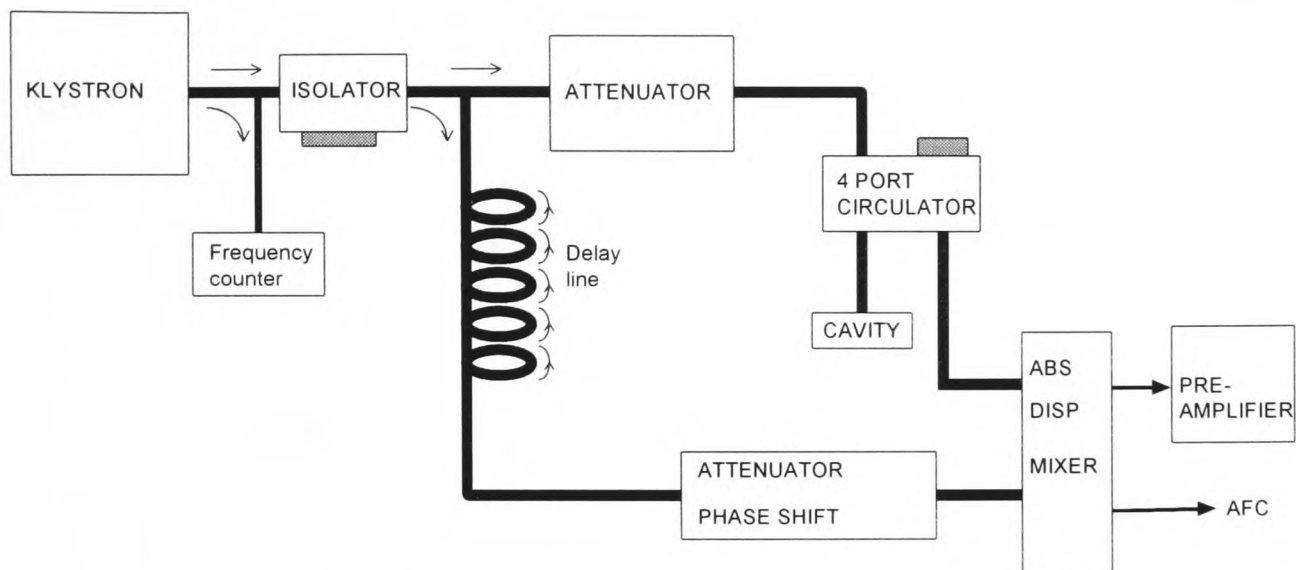 KLYSTRON
ISOLATOR
ATTENUATOR
4 PORT
CIRCULATOR
Frequency
counter
Delay
line
CAVITY
ABS
DISP
MIXER
PRE-
AMPLIFIER
ATTENUATOR
PHASE SHIFT
AFC